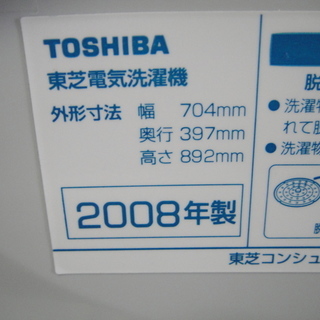 TOSHIBA
東芝電気洗濯機
外形寸法 幅 704mm
奥行 397mm
高さ 892mm
2008年製
脱
●洗濯物
れて脱
●洗濯物
東芝コンシュ